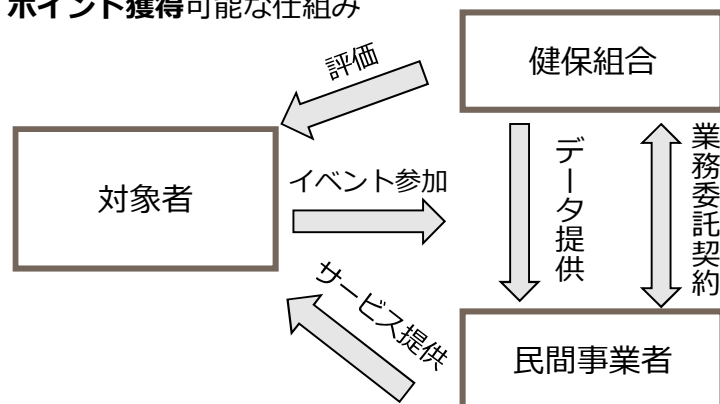 ポイント獲得可能な仕組み
評価
健保組合
対象者
イベント参加
データ提供
業務委託契約
サービス提供
民間事業者